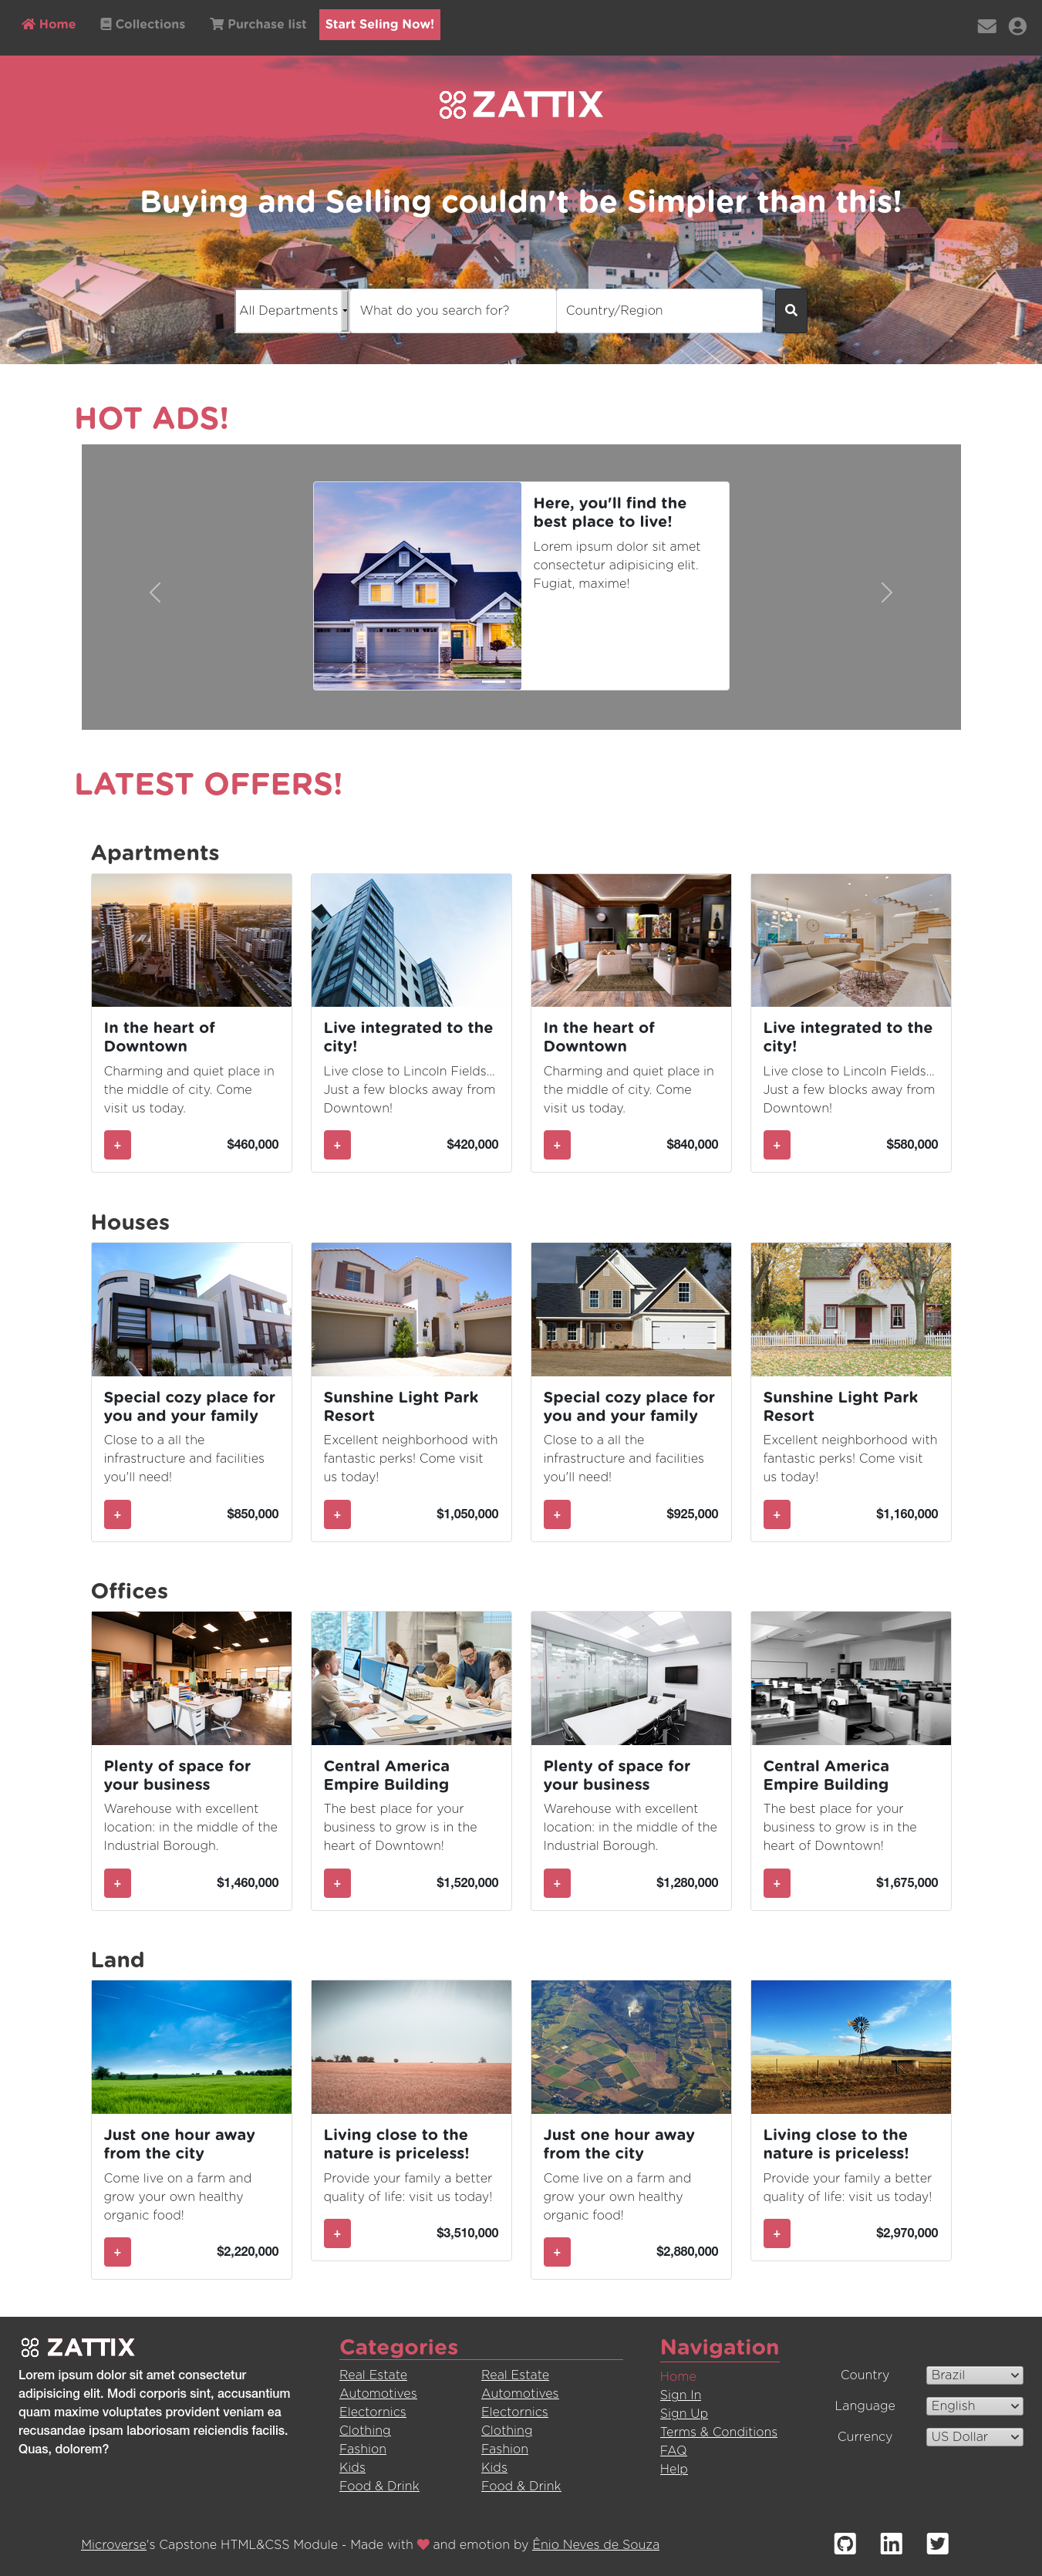 Home Collections Purchase list Start Seling Now!
ZATTIX
Buying and Selling couldn't be Simpler than this!
All Departments What do you search for? Country/Region
HOT ADS!
Here, you'll find the
best place to live!
Lorem ipsum dolor sit amet
consectetur adipisicing elit.
Fugiat, maxime!
LATEST OFFERS!
Apartments
In the heart of
Downtown
Charming and quiet place in
the middle of city. Come
visit us today.
+ $460,000
Live integrated to the
city!
Live close to Lincoln Fields...
Just a few blocks away from
Downtown!
+ $420,000
In the heart of
Downtown
Charming and quiet place in
the middle of city. Come
visit us today.
+ $840,000
Live integrated to the
city!
Live close to Lincoln Fields...
Just a few blocks away from
Downtown!
+ $580,000
Houses
Special cozy place for
you and your family
Close to a all the
infrastructure and facilities
you'll need!
+ $850,000
Sunshine Light Park
Resort
Excellent neighborhood with
fantastic perks! Come visit
us today!
+ $1,050,000
Special cozy place for
you and your family
Close to a all the
infrastructure and facilities
you'll need!
+ $925,000
Sunshine Light Park
Resort
Excellent neighborhood with
fantastic perks! Come visit
us today!
+ $1,160,000
Offices
Plenty of space for
your business
Warehouse with excellent
location: in the middle of the
Industrial Borough.
+ $1,460,000
Central America
Empire Building
The best place for your
business to grow is in the
heart of Downtown!
+ $1,520,000
Plenty of space for
your business
Warehouse with excellent
location: in the middle of the
Industrial Borough.
+ $1,280,000
Central America
Empire Building
The best place for your
business to grow is in the
heart of Downtown!
+ $1,675,000
Land
Just one hour away
from the city
Come live on a farm and
grow your own healthy
organic food!
+ $2,220,000
Living close to the
nature is priceless!
Provide your family a better
quality of life: visit us today!
+ $3,510,000
Just one hour away
from the city
Come live on a farm and
grow your own healthy
organic food!
+ $2,880,000
Living close to the
nature is priceless!
Provide your family a better
quality of life: visit us today!
+ $2,970,000
ZATTIX
Lorem ipsum dolor sit amet consectetur
adipisicing elit. Modi corporis sint, accusantium
quam maxime voluptates provident veniam ea
recusandae ipsam laboriosam reiciendis facilis.
Quas, dolorem?
Categories
Real Estate
Automotives
Electornics
Clothing
Fashion
Kids
Food & Drink
Real Estate
Automotives
Electornics
Clothing
Fashion
Kids
Food & Drink
Navigation
Home
Sign In
Sign Up
Terms & Conditions
FAQ
Help
Country Brazil
Language English
Currency US Dollar
Microverse's Capstone HTML&CSS Module - Made with ❤ and emotion by Ênio Neves de Souza